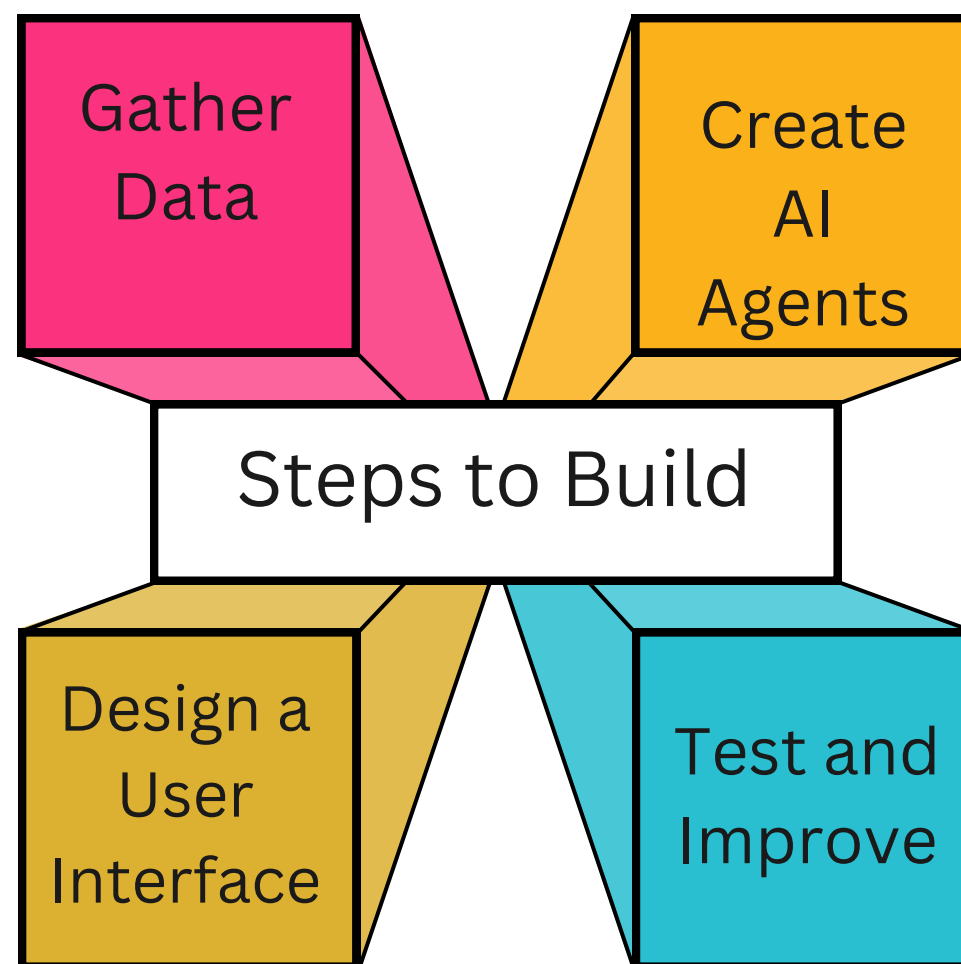 Gather
Data
Create
AI
Agents
Steps to Build
Design a
User
Interface
Test and
Improve